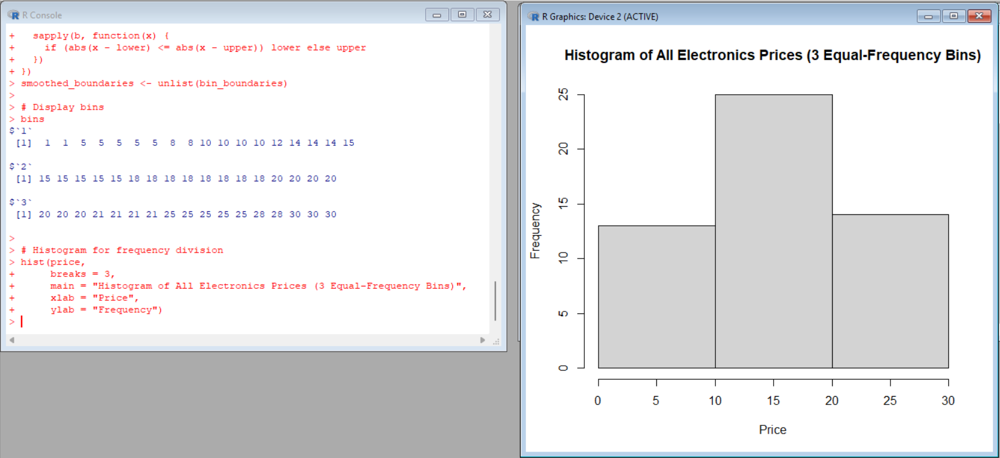 R Console
+   sapply(b, function(x) {
+     if (abs(x - lower) <= abs(x - upper)) lower else upper
+   })
+ })
> smoothed_boundaries <- unlist(bin_boundaries)
>
> # Display bins
> bins
$`1`
 [1]  1  1  5  5  5  5  5  8  8 10 10 10 10 12 14 14 14 15
$`2`
 [1] 15 15 15 15 15 18 18 18 18 18 18 18 18 20 20 20 20
$`3`
 [1] 20 20 20 21 21 21 21 25 25 25 25 25 28 28 30 30 30
>
> # Histogram for frequency division
> hist(price,
+      breaks = 3,
+      main = "Histogram of All Electronics Prices (3 Equal-Frequency Bins)",
+      xlab = "Price",
+      ylab = "Frequency")
>
R Graphics: Device 2 (ACTIVE)
Histogram of All Electronics Prices (3 Equal-Frequency Bins)
25
20
15
10
5
0
Frequency
0 5 10 15 20 25 30
Price